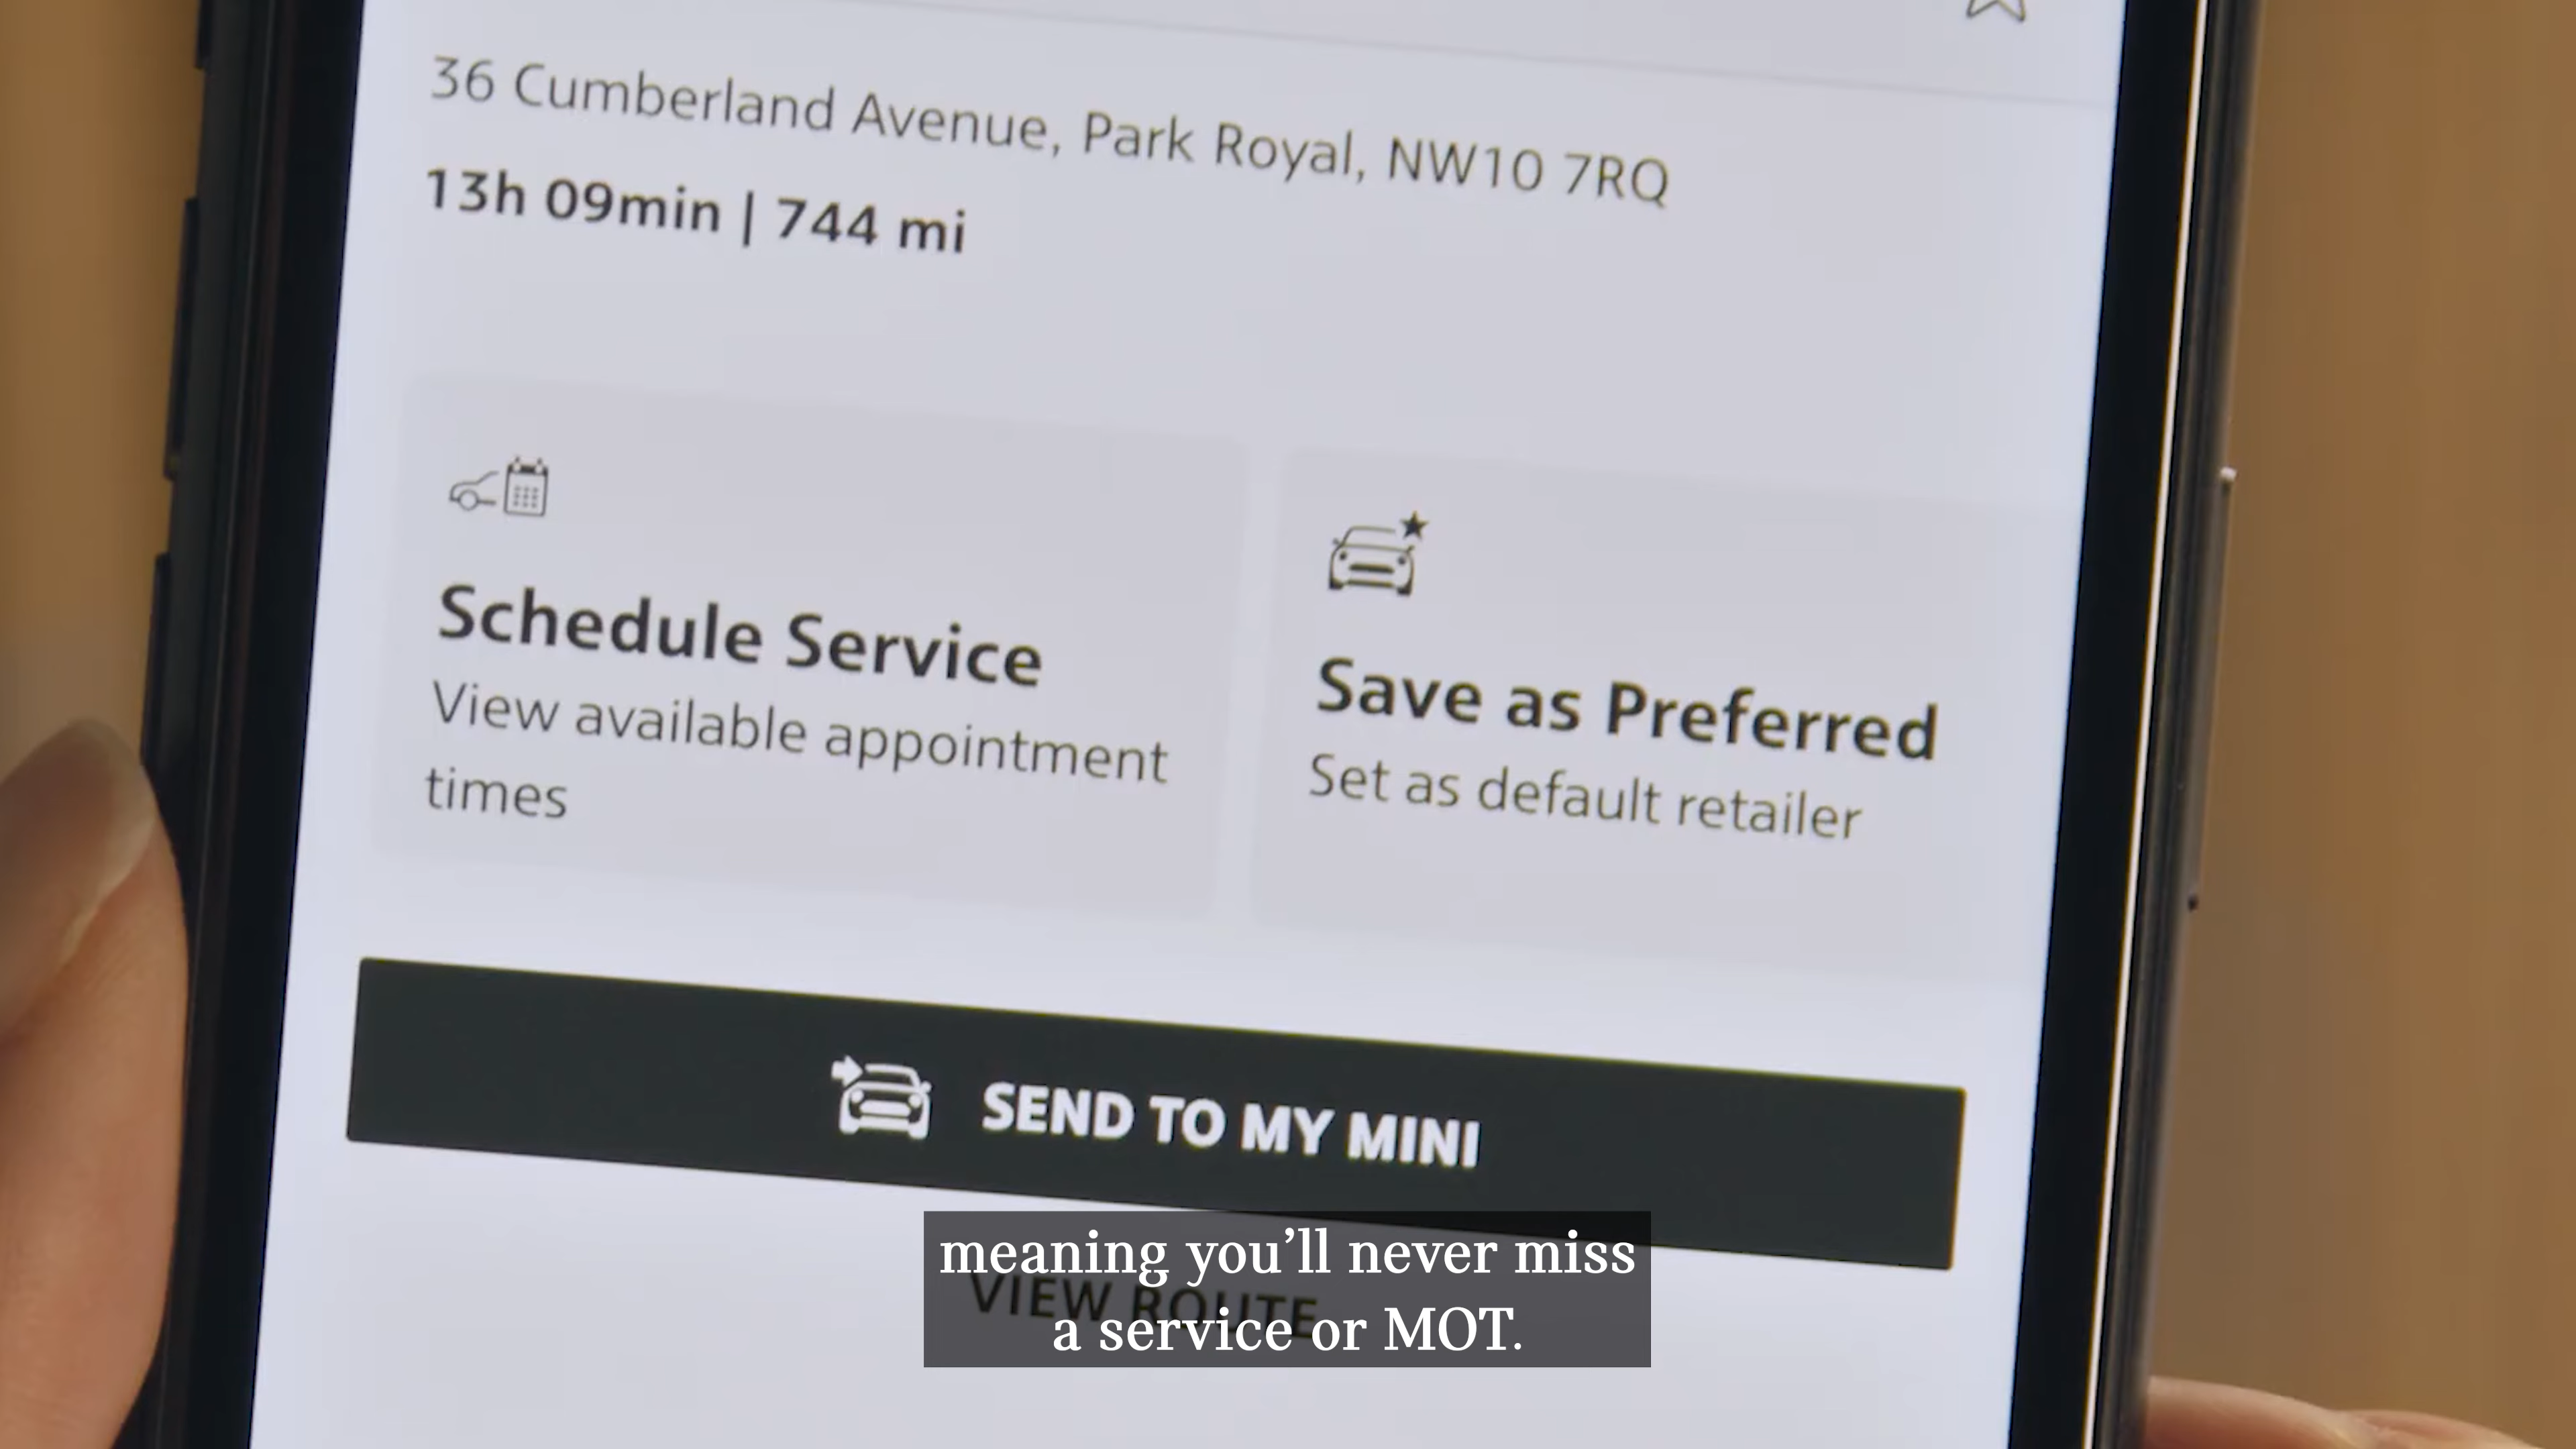 36 Cumberland Avenue, Park Royal, NW10 7RQ
13h 09min | 744 mi
Schedule Service
View available appointment
times
Save as Preferred
Set as default retailer
SEND TO MY MINI
VIEW ROUTE
meaning you’ll never miss
a service or MOT.